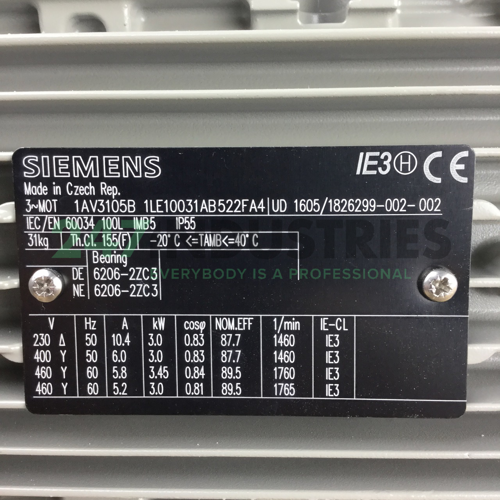 SIEMENS IE3 H CE
Made in Czech Rep.
3~MOT 1AV3105B 1LE10031AB522FA4 UD 1605/1826299-002-002
IEC/EN 60034 100L IMB5 IP55
31kg Th.Cl. 155(F) -20°C <=TAMB<=40°C
INDUSTRIES
EVERYBODY IS A PROFESSIONAL
Bearing
DE 6206-2ZC3
NE 6206-2ZC3
V Hz A kW cosφ NOM.EFF 1/min IE-CL
230 Δ 50 10.4 3.0 0.83 87.7 1460 IE3
400 Y 50 6.0 3.0 0.83 87.7 1460 IE3
460 Y 60 5.8 3.45 0.84 89.5 1760 IE3
460 Y 60 5.2 3.0 0.81 89.5 1765 IE3